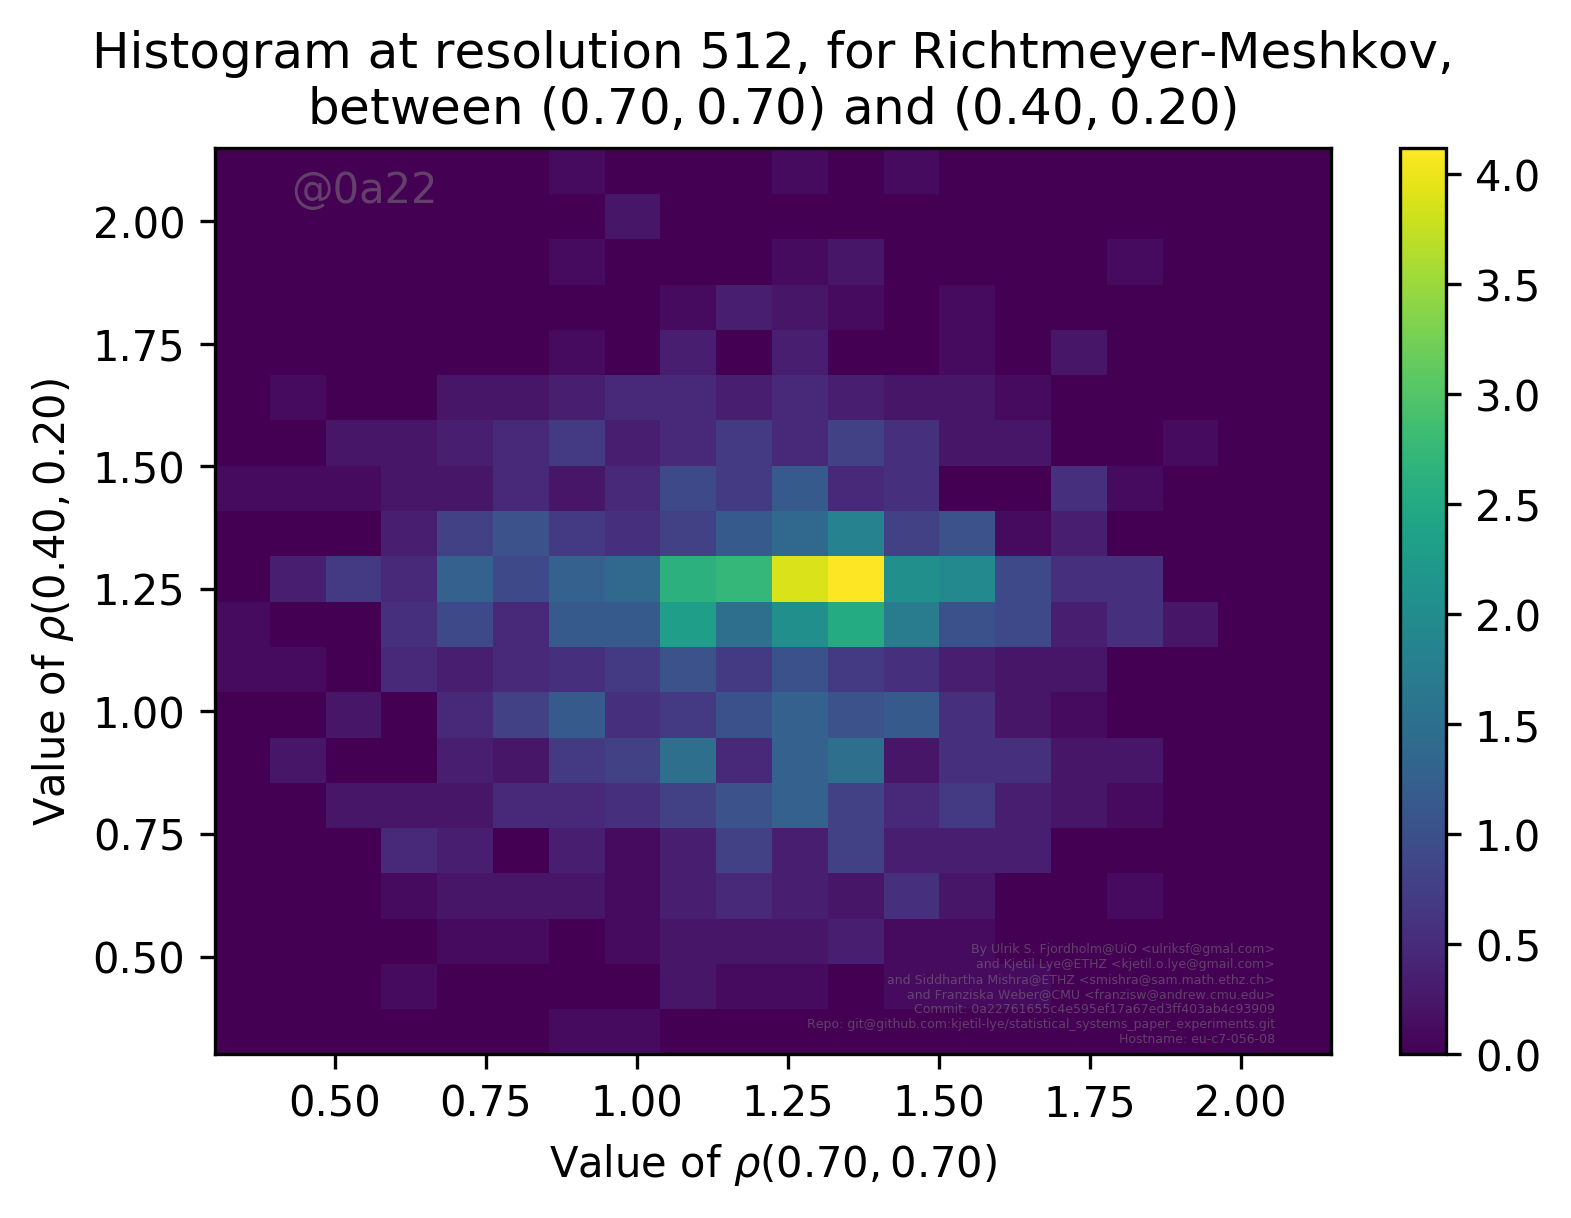 Histogram at resolution 512, for Richtmeyer-Meshkov,
between (0.70, 0.70) and (0.40, 0.20)
@0a22
2.00
1.75
1.50
1.25
1.00
0.75
0.50
Value of ρ(0.40, 0.20)
0.50 0.75 1.00 1.25 1.50 1.75 2.00
Value of ρ(0.70, 0.70)
4.0
3.5
3.0
2.5
2.0
1.5
1.0
0.5
0.0
By Ulrik S. Fjordholm@UiO <ulriksf@gmal.com>
and Kjetil Lye@ETHZ <kjetil.o.lye@gmail.com>
and Siddhartha Mishra@ETHZ <smishra@sam.math.ethz.ch>
and Franziska Weber@CMU <franzisw@andrew.cmu.edu>
Commit: 0a22761655c4e595ef17a67ed3ff403ab4c93909
Repo: git@github.com:kjetil-lye/statistical_systems_paper_experiments.git
Hostname: eu-c7-056-08